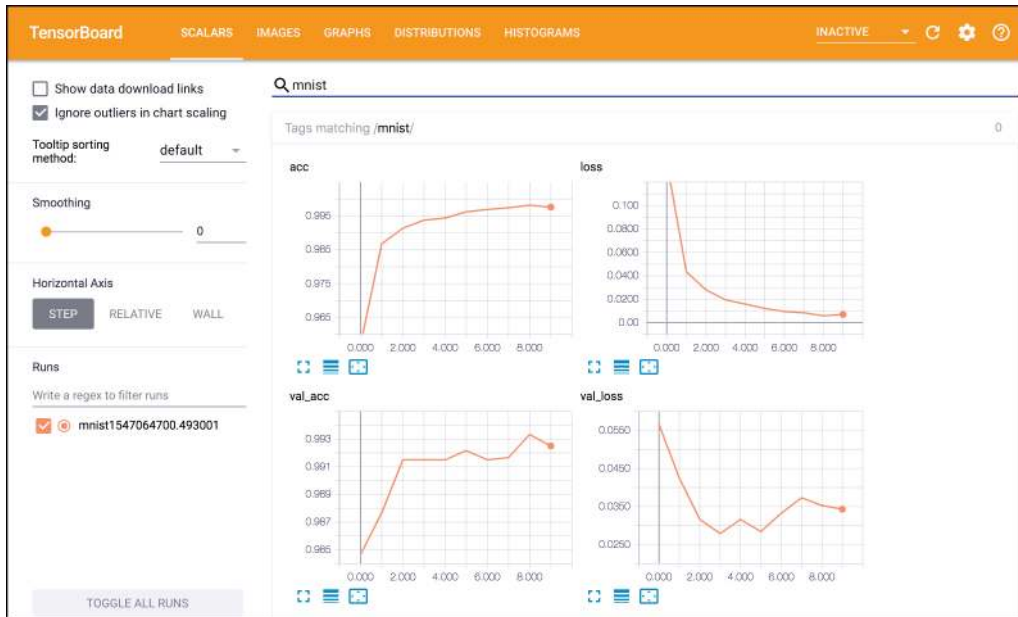 TensorBoard SCALARS IMAGES GRAPHS DISTRIBUTIONS HISTOGRAMS INACTIVE
Show data download links
Ignore outliers in chart scaling
Tooltip sorting
method: default
Smoothing
0
Horizontal Axis
STEP RELATIVE WALL
Runs
Write a regex to filter runs
mnist1547064700.493001
TOGGLE ALL RUNS
mnist
Tags matching /mnist/ 0
acc
0.995
0.985
0.975
0.965
0.000 2.000 4.000 6.000 8.000
loss
0.100
0.0800
0.0600
0.0400
0.0200
0.00
0.000 2.000 4.000 6.000 8.000
val_acc
0.993
0.991
0.989
0.987
0.985
0.000 2.000 4.000 6.000 8.000
val_loss
0.0550
0.0450
0.0350
0.0250
0.000 2.000 4.000 6.000 8.000